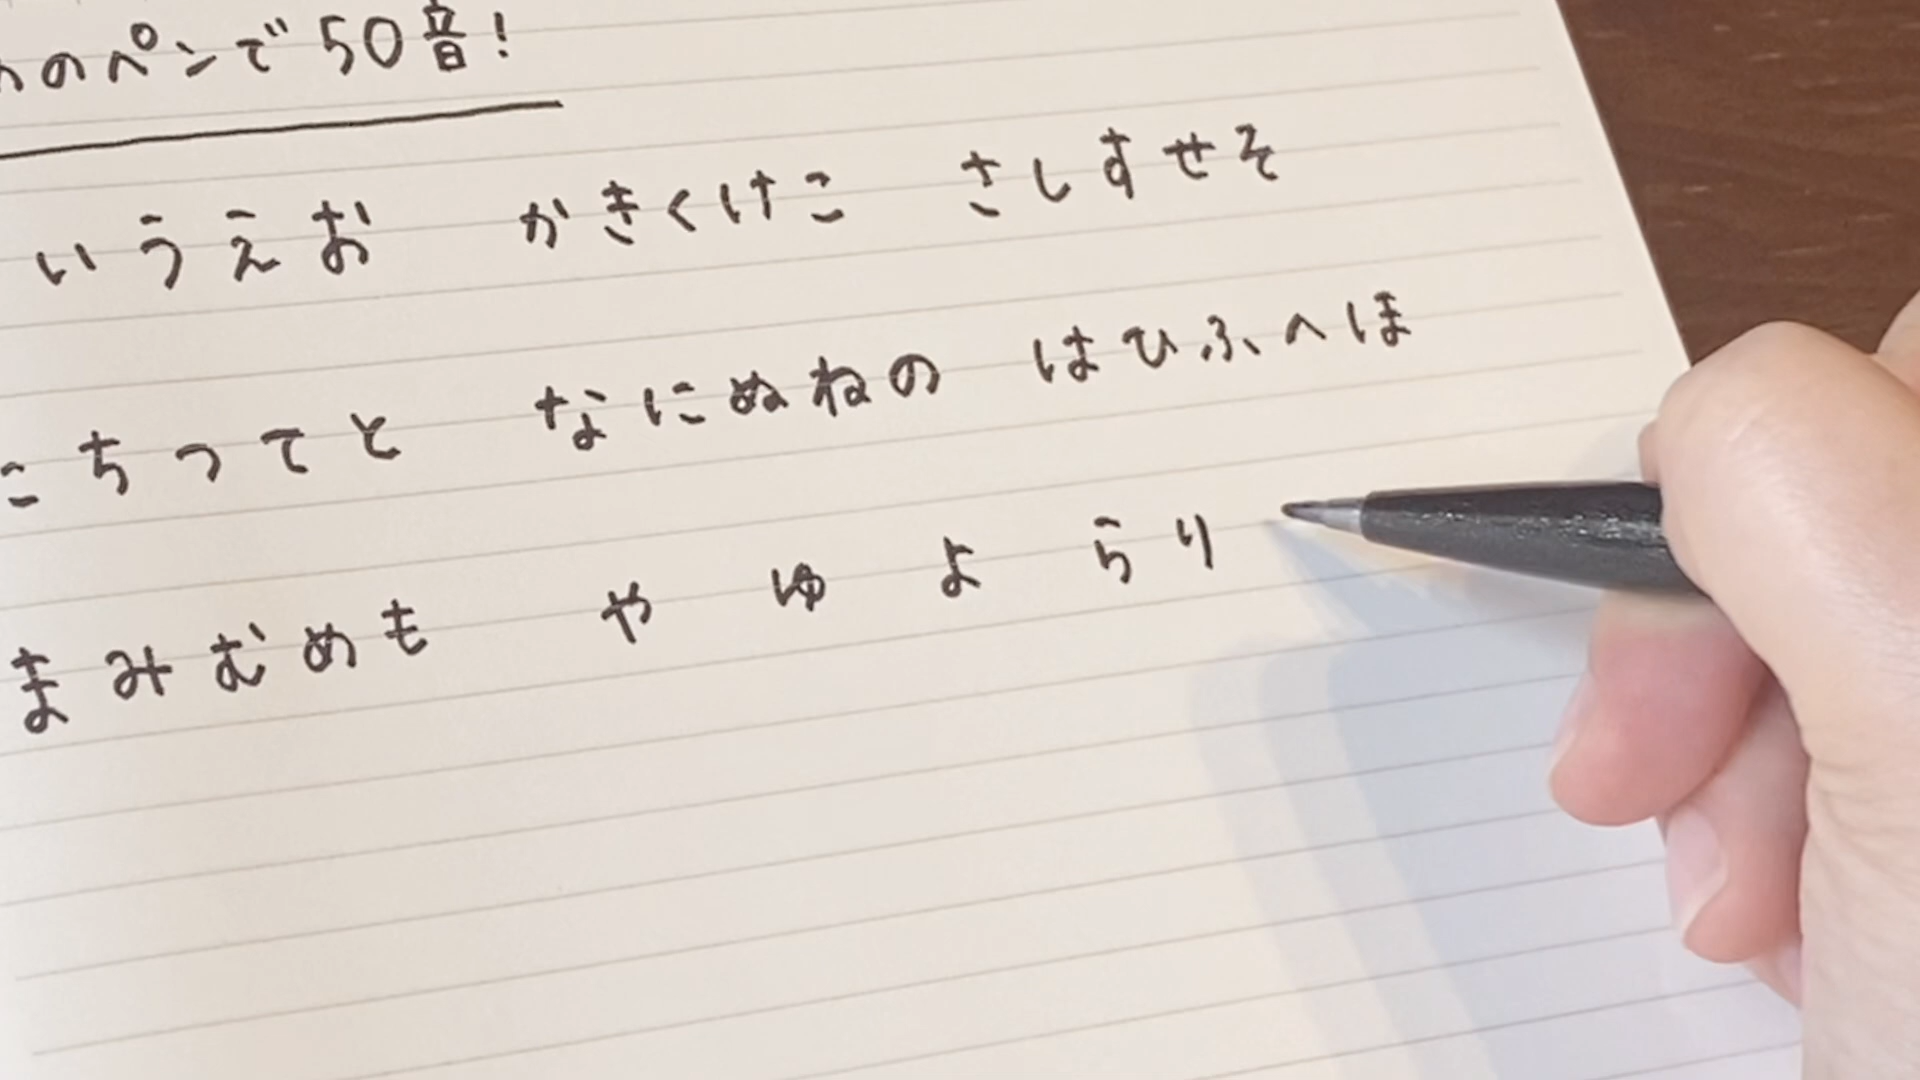 のペンで50音!
いうえお かきくけこ さしすせそ
ちつてと なにぬねの はひふへほ
まみむめも や ゆ よ らり